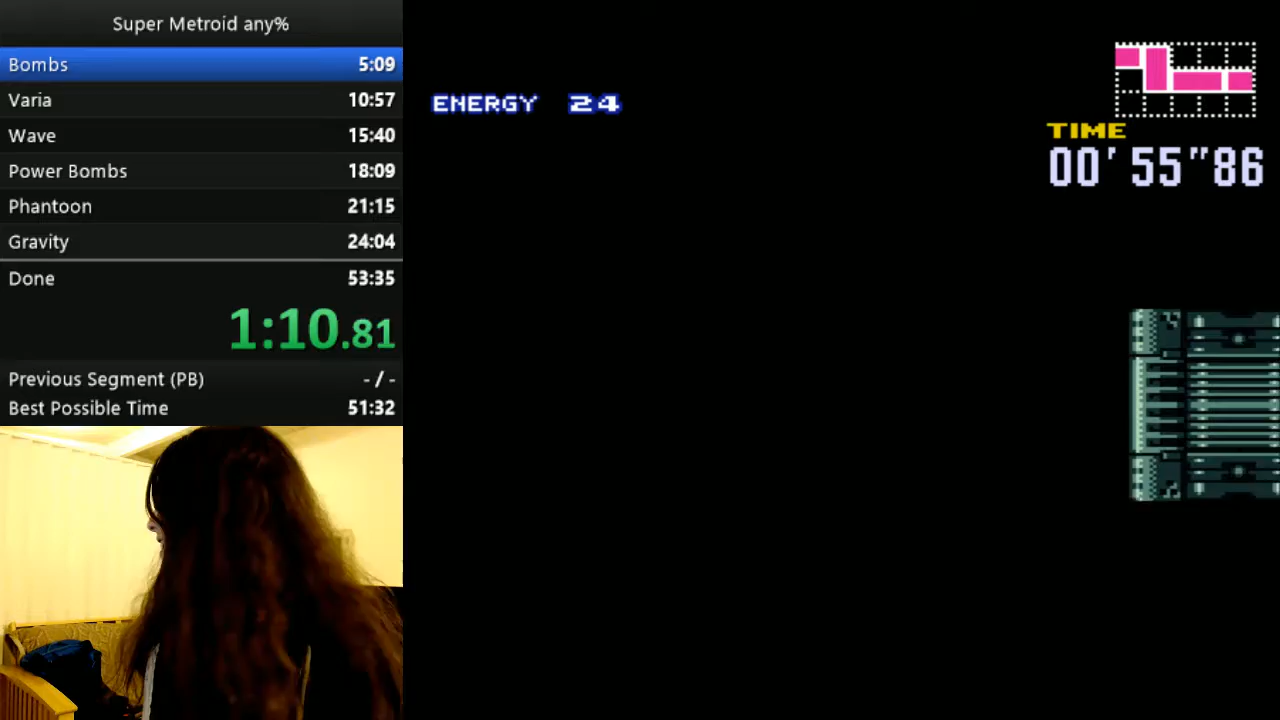 Super Metroid any%
Bombs 5:09
Varia 10:57
Wave 15:40
Power Bombs 18:09
Phantoon 21:15
Gravity 24:04
Done 53:35
1:10.81
Previous Segment (PB) - / -
Best Possible Time 51:32
ENERGY 24
TIME
00'55"86